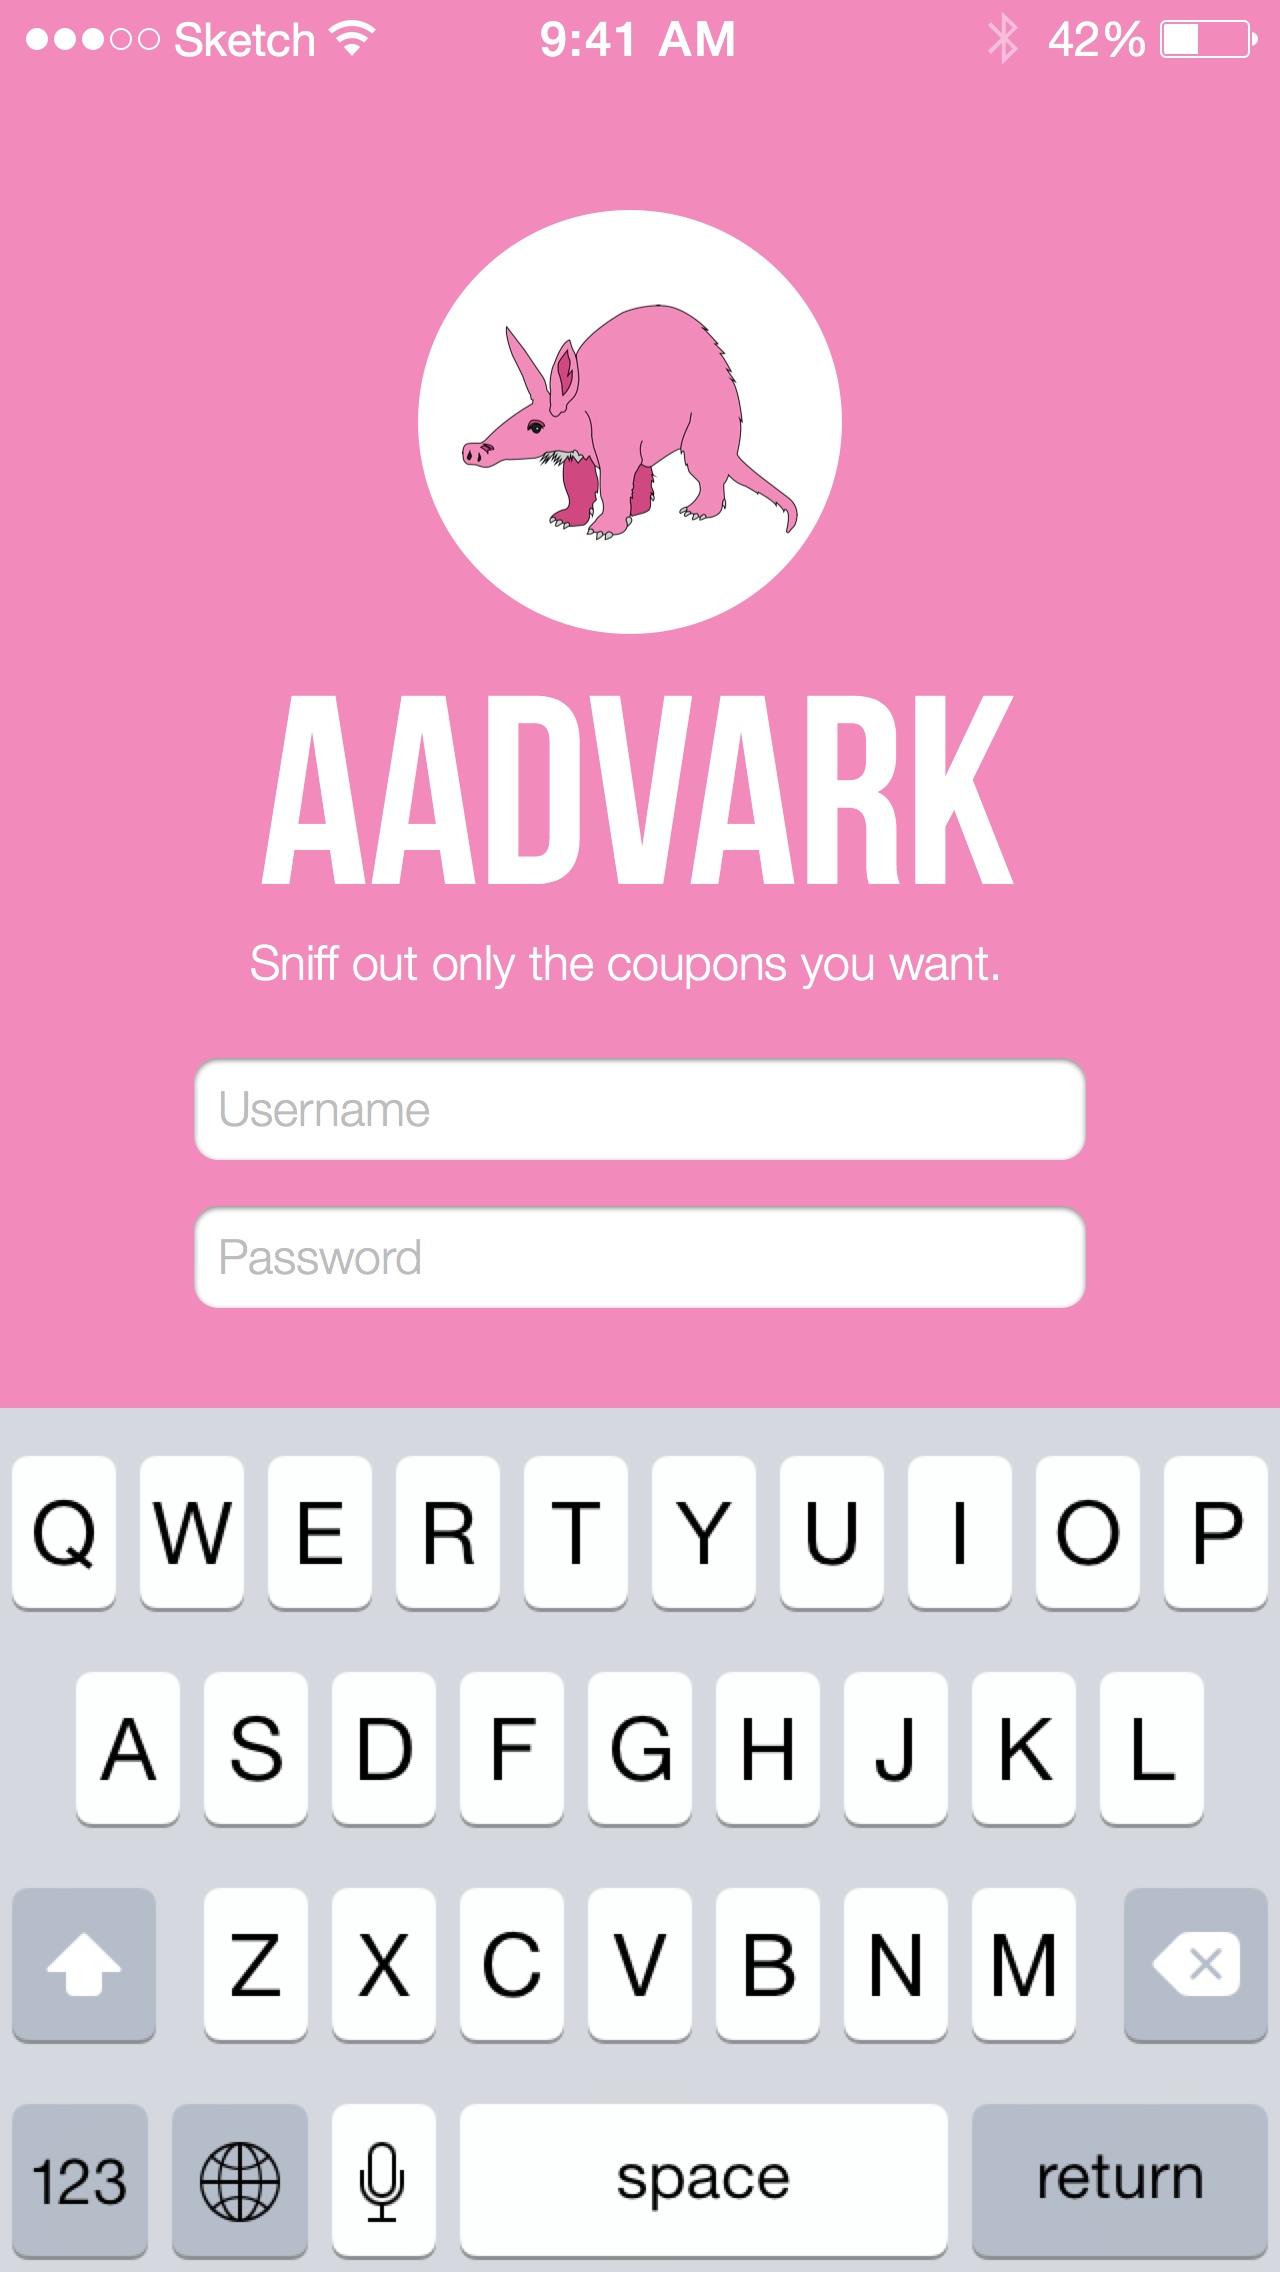 Sketch 9:41 AM 42%
AADVARK
Sniff out only the coupons you want.
Username
Password
Q W E R T Y U I O P
A S D F G H J K L
Z X C V B N M
123 space return